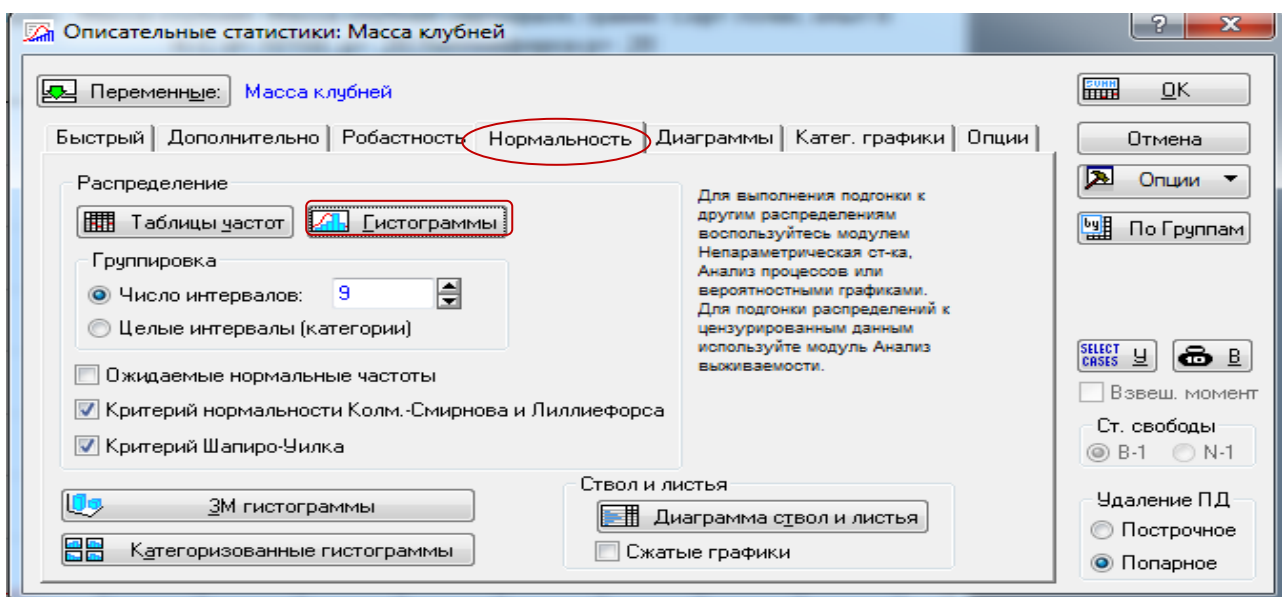 Описательные статистики: Масса клубней
?
X
Переменные: Масса клубней
Быстрый Дополнительно Робастность Нормальность Диаграммы Катег. графики Опции
Распределение
Таблицы частот Гистограммы
Группировка
Число интервалов: 9
Целые интервалы (категории)
Ожидаемые нормальные частоты
Критерий нормальности Колм.-Смирнова и Лиллиефорса
Критерий Шапиро-Уилка
3М гистограммы
Категоризованные гистограммы
Для выполнения подгонки к
другим распределениям
воспользуйтесь модулем
Непараметрическая ст-ка,
Анализ процессов или
вероятностными графиками.
Для подгонки распределений к
цензурированным данным
используйте модуль Анализ
выживаемости.
Ствол и листья
Диаграмма ствол и листья
Сжатые графики
SUMM
OK
Отмена
Опции
by
По Группам
SELECT
CASES
У
В
Взвеш. момент
Ст. свободы
В-1 N-1
Удаление ПД
Построчное
Попарное